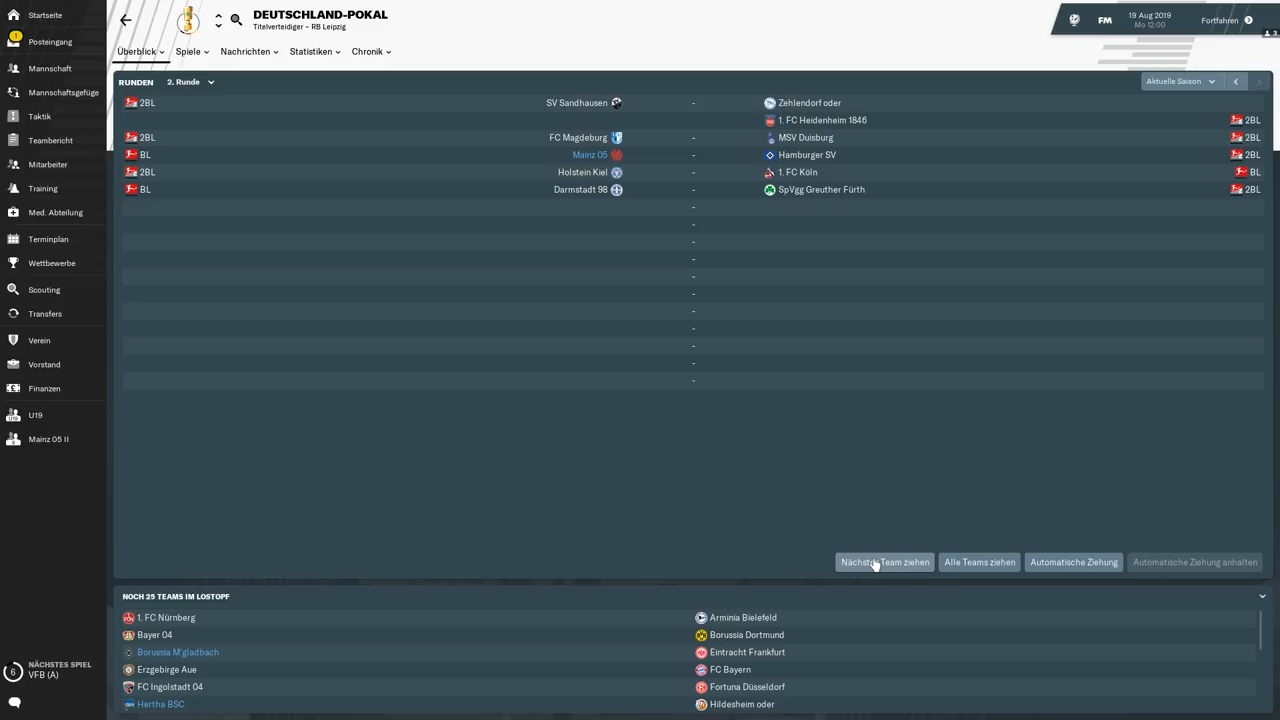 Startseite
1
Posteingang
Mannschaft
Mannschaftsgefüge
Taktik
Teambericht
Mitarbeiter
Training
Med. Abteilung
Terminplan
Wettbewerbe
Scouting
Transfers
Verein
Vorstand
Finanzen
U19
Mainz 05 II
6
NÄCHSTES SPIEL
VFB (A)
DEUTSCHLAND-POKAL
Titelverteidiger – RB Leipzig
FM
19 Aug 2019
Mo 12:00
Fortfahren
3
Überblick
Spiele
Nachrichten
Statistiken
Chronik
RUNDEN
2. Runde
Aktuelle Saison
2BL SV Sandhausen - Zehlendorf oder
1. FC Heidenheim 1846 2BL
2BL FC Magdeburg - MSV Duisburg 2BL
BL Mainz 05 - Hamburger SV 2BL
2BL Holstein Kiel - 1. FC Köln BL
BL Darmstadt 98 - SpVgg Greuther Fürth 2BL
-
-
-
-
-
-
-
-
-
-
-
Nächstes Team ziehen
Alle Teams ziehen
Automatische Ziehung
Automatische Ziehung anhalten
NOCH 25 TEAMS IM LOSTOPF
1. FC Nürnberg
Arminia Bielefeld
Bayer 04
Borussia Dortmund
Borussia M'gladbach
Eintracht Frankfurt
Erzgebirge Aue
FC Bayern
FC Ingolstadt 04
Fortuna Düsseldorf
Hertha BSC
Hildesheim oder